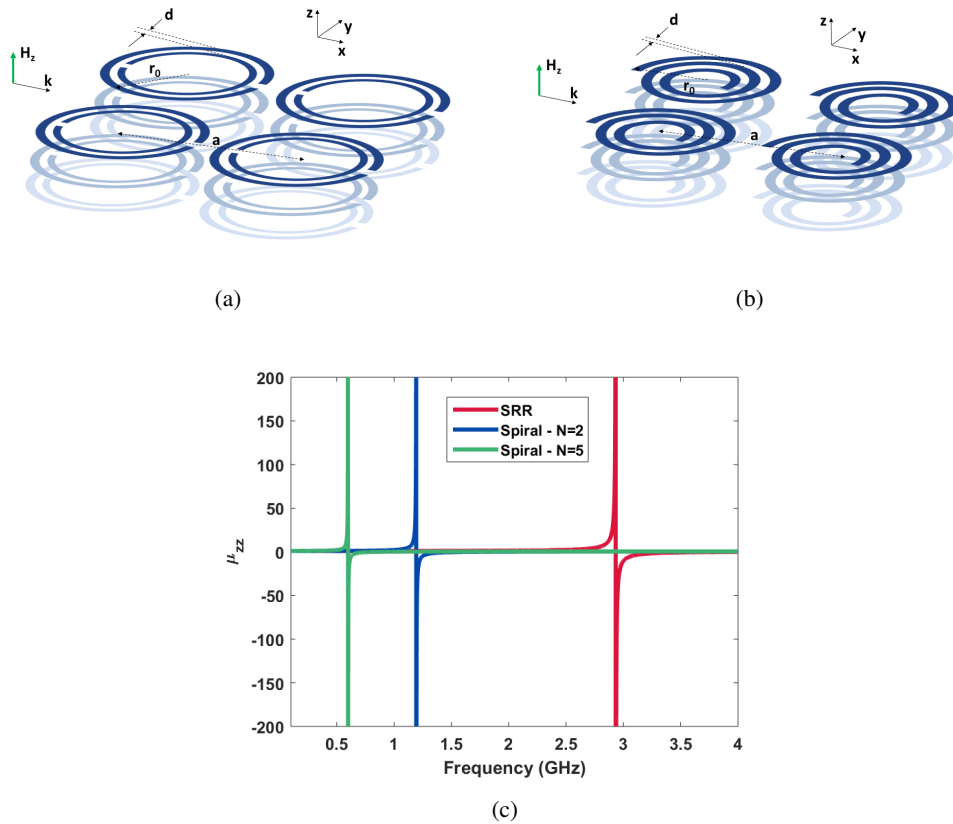 d
z
y
x
H_z
k
r_0
a
(a)
d
z
y
x
H_z
k
r_0
a
(b)
200
150
100
50
0
-50
-100
-150
-200
μ_zz
SRR
Spiral - N=2
Spiral - N=5
0.5 1 1.5 2 2.5 3 3.5 4
Frequency (GHz)
(c)